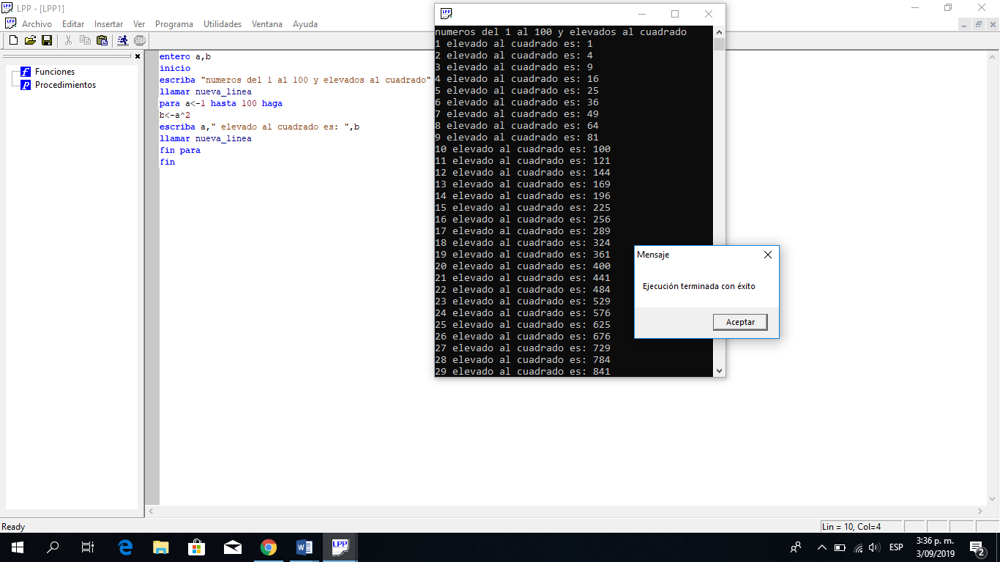 LPP - [LPP1]
Archivo Editar Insertar Ver Programa Utilidades Ventana Ayuda
STOP
f Funciones
P Procedimientos
entero a,b
inicio
escriba "numeros del 1 al 100 y elevados al cuadrado"
llamar nueva_linea
para a<-1 hasta 100 haga
b<-a^2
escriba a," elevado al cuadrado es: ",b
llamar nueva_linea
fin para
fin
LPP
numeros del 1 al 100 y elevados al cuadrado
1 elevado al cuadrado es: 1
2 elevado al cuadrado es: 4
3 elevado al cuadrado es: 9
4 elevado al cuadrado es: 16
5 elevado al cuadrado es: 25
6 elevado al cuadrado es: 36
7 elevado al cuadrado es: 49
8 elevado al cuadrado es: 64
9 elevado al cuadrado es: 81
10 elevado al cuadrado es: 100
11 elevado al cuadrado es: 121
12 elevado al cuadrado es: 144
13 elevado al cuadrado es: 169
14 elevado al cuadrado es: 196
15 elevado al cuadrado es: 225
16 elevado al cuadrado es: 256
17 elevado al cuadrado es: 289
18 elevado al cuadrado es: 324
19 elevado al cuadrado es: 361
20 elevado al cuadrado es: 400
21 elevado al cuadrado es: 441
22 elevado al cuadrado es: 484
23 elevado al cuadrado es: 529
24 elevado al cuadrado es: 576
25 elevado al cuadrado es: 625
26 elevado al cuadrado es: 676
27 elevado al cuadrado es: 729
28 elevado al cuadrado es: 784
29 elevado al cuadrado es: 841
Mensaje
Ejecución terminada con éxito
Aceptar
Ready
Lin = 10, Col=4
LPP
ESP
3:36 p. m.
3/09/2019
2